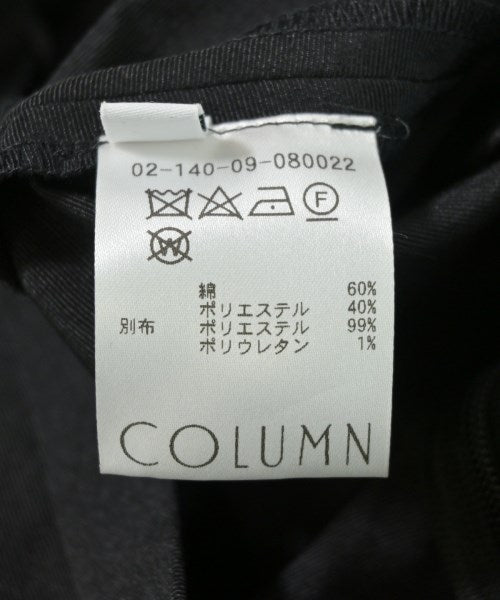 02-140-09-080022
F
W
綿 60%
ポリエステル 40%
別布 ポリエステル 99%
ポリウレタン 1%
COLUMN